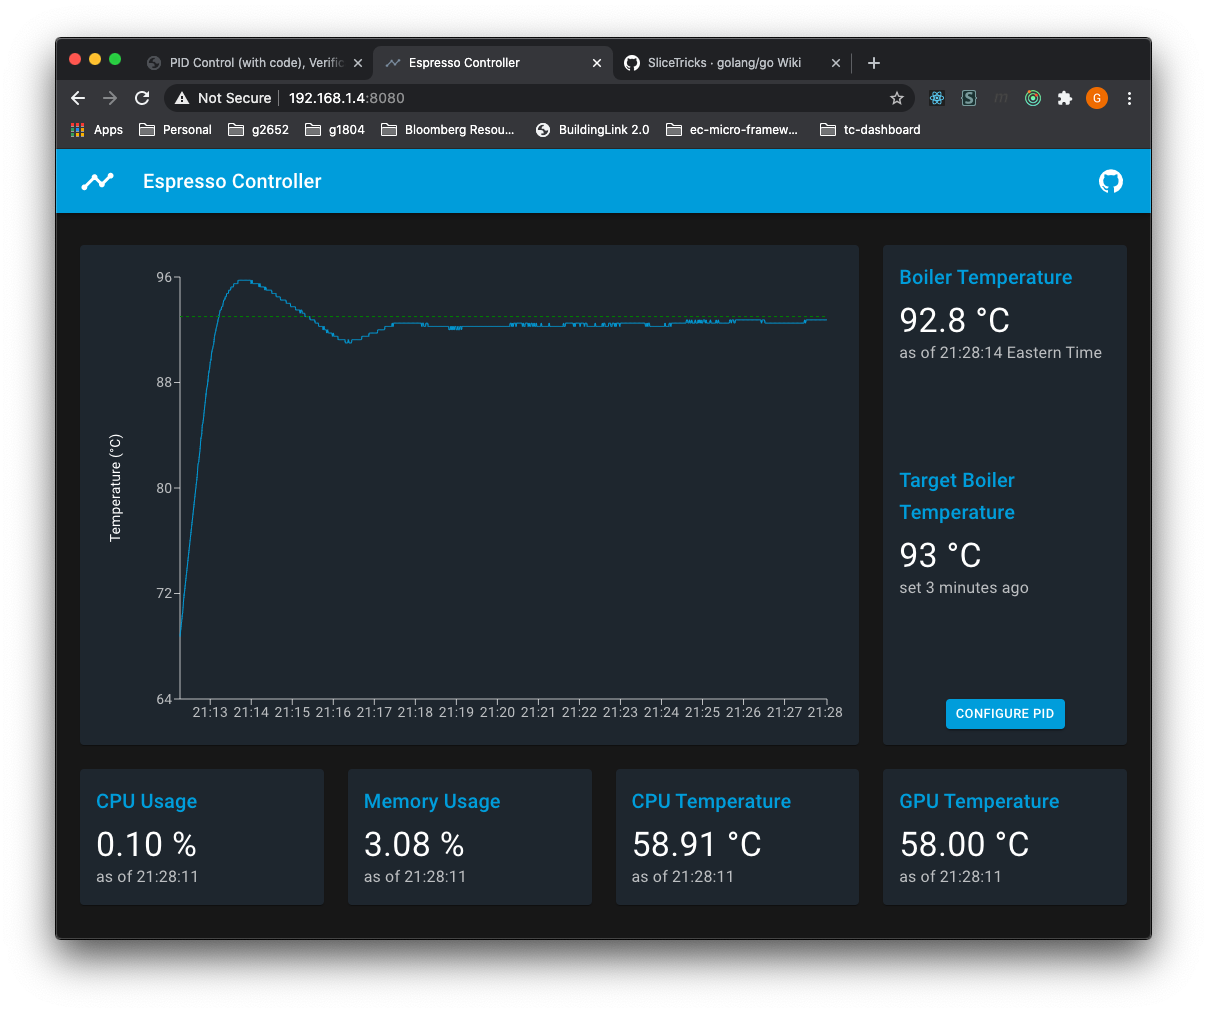 PID Control (with code), Verific
Espresso Controller
SliceTricks · golang/go Wiki
Not Secure
192.168.1.4:8080
G
Apps
Personal
g2652
g1804
Bloomberg Resou...
BuildingLink 2.0
ec-micro-framew...
tc-dashboard
Espresso Controller
96
88
80
72
64
Temperature (°C)
21:13 21:14 21:15 21:16 21:17 21:18 21:19 21:20 21:21 21:22 21:23 21:24 21:25 21:26 21:27 21:28
Boiler Temperature
92.8 °C
as of 21:28:14 Eastern Time
Target Boiler
Temperature
93 °C
set 3 minutes ago
CONFIGURE PID
CPU Usage
0.10 %
as of 21:28:11
Memory Usage
3.08 %
as of 21:28:11
CPU Temperature
58.91 °C
as of 21:28:11
GPU Temperature
58.00 °C
as of 21:28:11